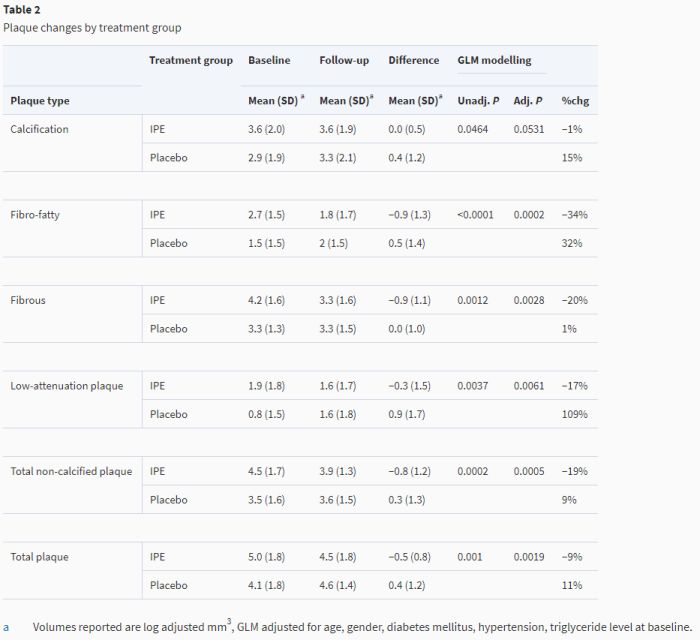 Table 2
Plaque changes by treatment group
Treatment group Baseline Follow-up Difference GLM modelling
Plaque type Mean (SD) a Mean (SD)a Mean (SD)a Unadj. P Adj. P %chg
Calcification IPE 3.6 (2.0) 3.6 (1.9) 0.0 (0.5) 0.0464 0.0531 −1%
Placebo 2.9 (1.9) 3.3 (2.1) 0.4 (1.2) 15%
Fibro-fatty IPE 2.7 (1.5) 1.8 (1.7) −0.9 (1.3) <0.0001 0.0002 −34%
Placebo 1.5 (1.5) 2 (1.5) 0.5 (1.4) 32%
Fibrous IPE 4.2 (1.6) 3.3 (1.6) −0.9 (1.1) 0.0012 0.0028 −20%
Placebo 3.3 (1.3) 3.3 (1.5) 0.0 (1.0) 1%
Low-attenuation plaque IPE 1.9 (1.8) 1.6 (1.7) −0.3 (1.5) 0.0037 0.0061 −17%
Placebo 0.8 (1.5) 1.6 (1.8) 0.9 (1.7) 109%
Total non-calcified plaque IPE 4.5 (1.7) 3.9 (1.3) −0.8 (1.2) 0.0002 0.0005 −19%
Placebo 3.5 (1.6) 3.6 (1.5) 0.3 (1.3) 9%
Total plaque IPE 5.0 (1.8) 4.5 (1.8) −0.5 (0.8) 0.001 0.0019 −9%
Placebo 4.1 (1.8) 4.6 (1.4) 0.4 (1.2) 11%
a Volumes reported are log adjusted mm3, GLM adjusted for age, gender, diabetes mellitus, hypertension, triglyceride level at baseline.